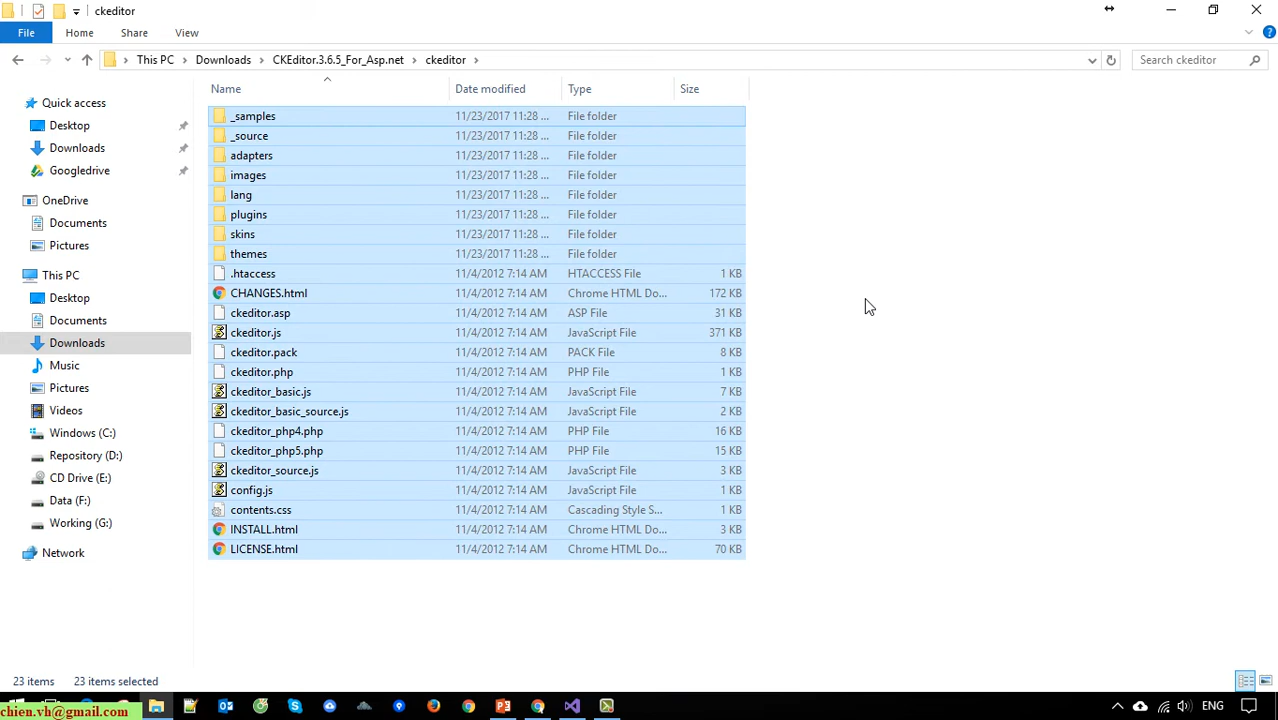 ckeditor
File Home Share View
This PC Downloads CKEditor.3.6.5_For_Asp.net ckeditor Search ckeditor
Name Date modified Type Size
Quick access
Desktop
Downloads
Googledrive
OneDrive
Documents
Pictures
This PC
Desktop
Documents
Downloads
Music
Pictures
Videos
Windows (C:)
Repository (D:)
CD Drive (E:)
Data (F:)
Working (G:)
Network
_samples 11/23/2017 11:28 ... File folder
_source 11/23/2017 11:28 ... File folder
adapters 11/23/2017 11:28 ... File folder
images 11/23/2017 11:28 ... File folder
lang 11/23/2017 11:28 ... File folder
plugins 11/23/2017 11:28 ... File folder
skins 11/23/2017 11:28 ... File folder
themes 11/23/2017 11:28 ... File folder
.htaccess 11/4/2012 7:14 AM HTACCESS File 1 KB
CHANGES.html 11/4/2012 7:14 AM Chrome HTML Do... 172 KB
ckeditor.asp 11/4/2012 7:14 AM ASP File 31 KB
ckeditor.js 11/4/2012 7:14 AM JavaScript File 371 KB
ckeditor.pack 11/4/2012 7:14 AM PACK File 8 KB
ckeditor.php 11/4/2012 7:14 AM PHP File 1 KB
ckeditor_basic.js 11/4/2012 7:14 AM JavaScript File 7 KB
ckeditor_basic_source.js 11/4/2012 7:14 AM JavaScript File 2 KB
ckeditor_php4.php 11/4/2012 7:14 AM PHP File 16 KB
ckeditor_php5.php 11/4/2012 7:14 AM PHP File 15 KB
ckeditor_source.js 11/4/2012 7:14 AM JavaScript File 3 KB
config.js 11/4/2012 7:14 AM JavaScript File 1 KB
contents.css 11/4/2012 7:14 AM Cascading Style S... 1 KB
INSTALL.html 11/4/2012 7:14 AM Chrome HTML Do... 3 KB
LICENSE.html 11/4/2012 7:14 AM Chrome HTML Do... 70 KB
23 items 23 items selected
chien.vh@gmail.com ENG